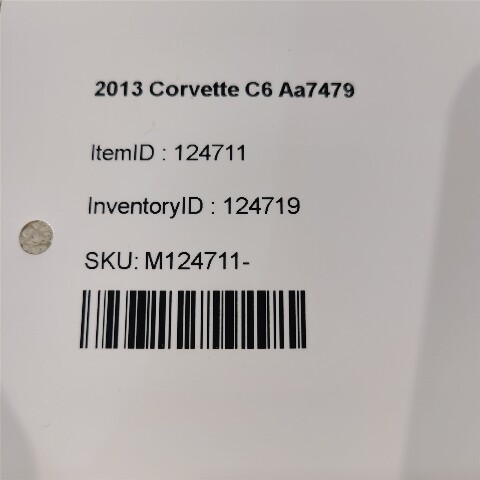 2013 Corvette C6 Aa7479
ItemID : 124711
InventoryID : 124719
SKU: M124711-